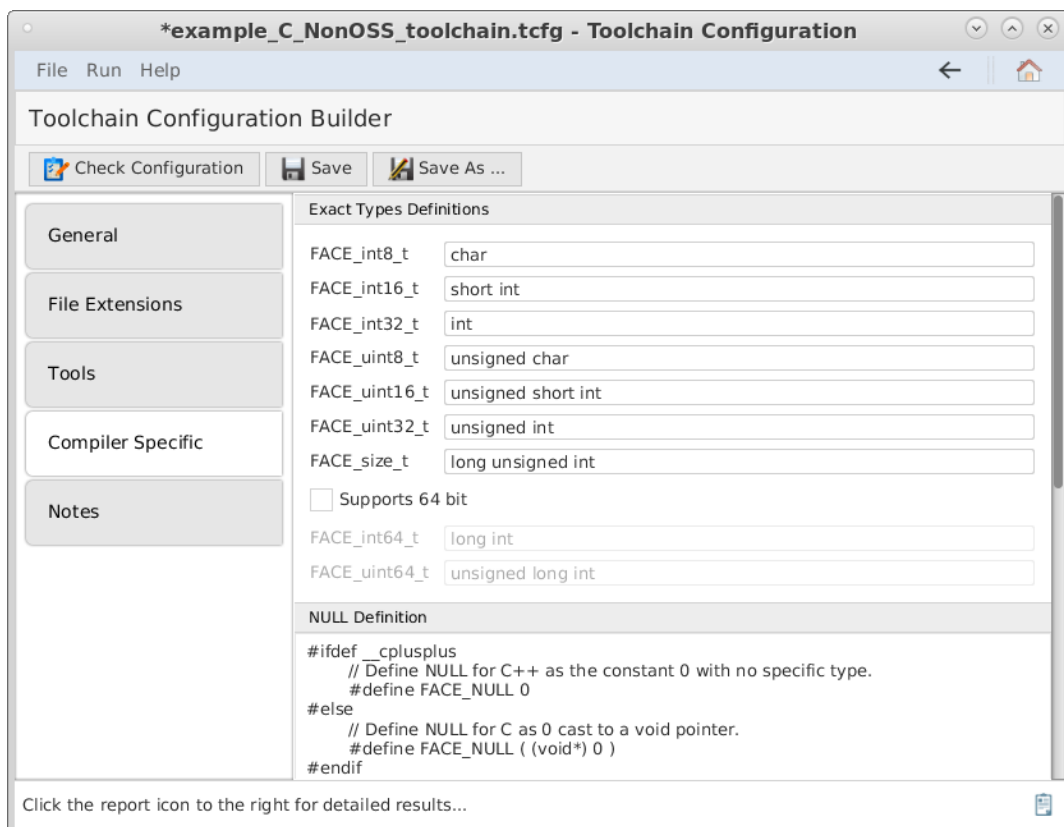 *example_C_NonOSS_toolchain.tcfg - Toolchain Configuration
File Run Help
Toolchain Configuration Builder
Check Configuration Save Save As ...
General
File Extensions
Tools
Compiler Specific
Notes
Exact Types Definitions
FACE_int8_t char
FACE_int16_t short int
FACE_int32_t int
FACE_uint8_t unsigned char
FACE_uint16_t unsigned short int
FACE_uint32_t unsigned int
FACE_size_t long unsigned int
Supports 64 bit
FACE_int64_t long int
FACE_uint64_t unsigned long int
NULL Definition
#ifdef __cplusplus
// Define NULL for C++ as the constant 0 with no specific type.
#define FACE_NULL 0
#else
// Define NULL for C as 0 cast to a void pointer.
#define FACE_NULL ( (void*) 0 )
#endif
Click the report icon to the right for detailed results...